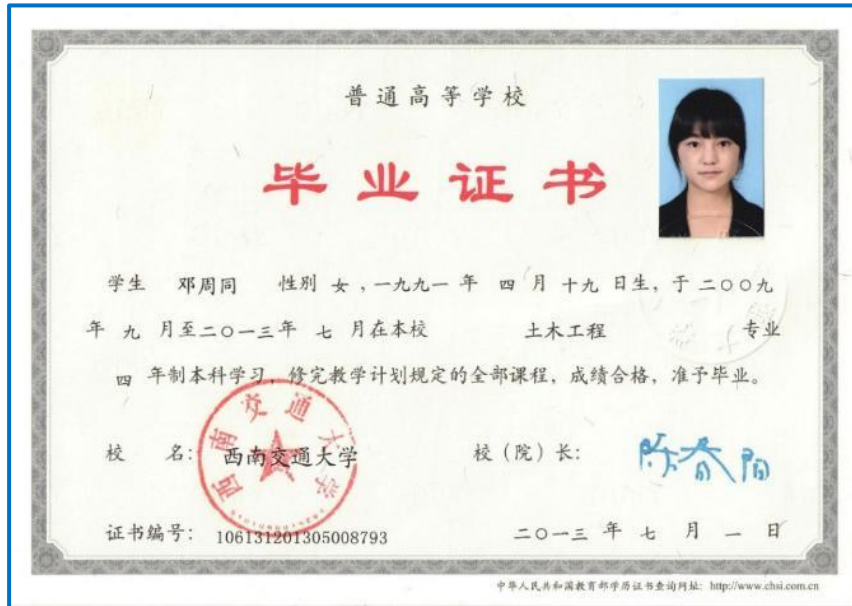 普通高等学校
毕业证书
学生 邓周同 性别 女，一九九一 年 四 月 十九 日生，于 二〇〇九
年 九 月至二〇一三年 七 月在本校 土木工程 专业
四 年制本科学习，修完教学计划规定的全部课程，成绩合格，准予毕业。
校 名：西南交通大学
西南交通大学
校（院）长：
证书编号：106131201305008793
二〇一三 年 七 月 一 日
中华人民共和国教育部学历证书查询网址：http://www.chsi.com.cn